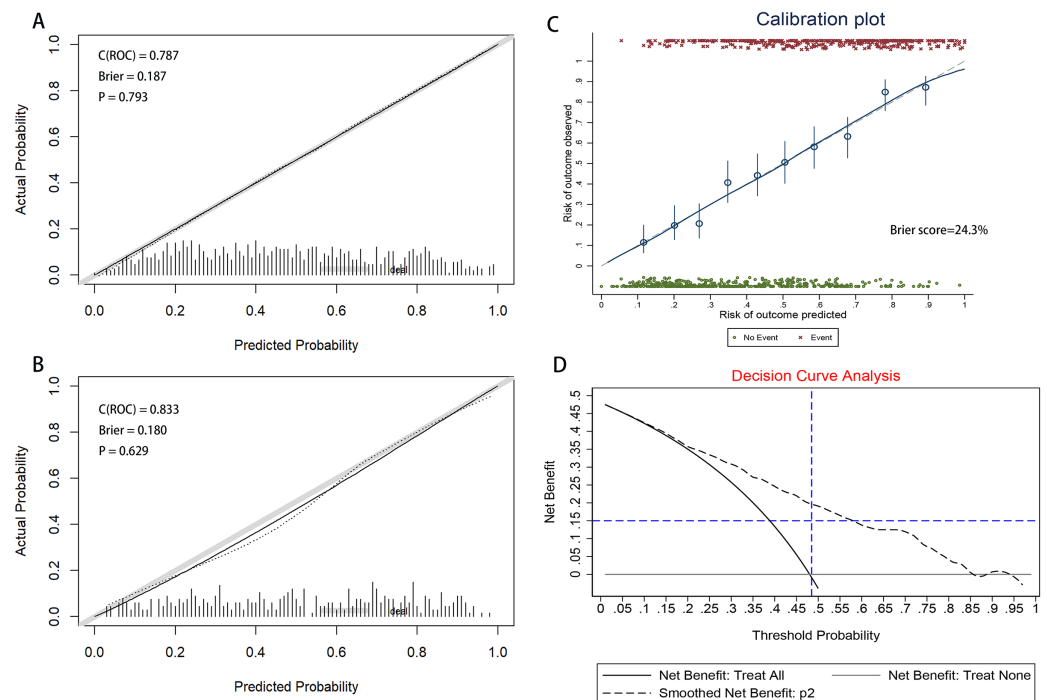 A
C(ROC) = 0.787
Brier = 0.187
P = 0.793
Actual Probability
1.0
0.8
0.6
0.4
0.2
0.0
0.0 0.2 0.4 0.6 0.8 1.0
Predicted Probability
B
C(ROC) = 0.833
Brier = 0.180
P = 0.629
Actual Probability
1.0
0.8
0.6
0.4
0.2
0.0
0.0 0.2 0.4 0.6 0.8 1.0
Predicted Probability
C
Calibration plot
Risk of outcome observed
1
.9
.8
.7
.6
.5
.4
.3
.2
.1
0
Brier score=24.3%
0 .1 .2 .3 .4 .5 .6 .7 .8 .9 1
Risk of outcome predicted
No Event Event
D
Decision Curve Analysis
Net Benefit
0 .05 .1 .15 .2 .25 .3 .35 .4 .45 .5
0 .05 .1 .15 .2 .25 .3 .35 .4 .45 .5 .55 .6 .65 .7 .75 .8 .85 .9 .95 1
Threshold Probability
Net Benefit: Treat All Net Benefit: Treat None
Smoothed Net Benefit: p2